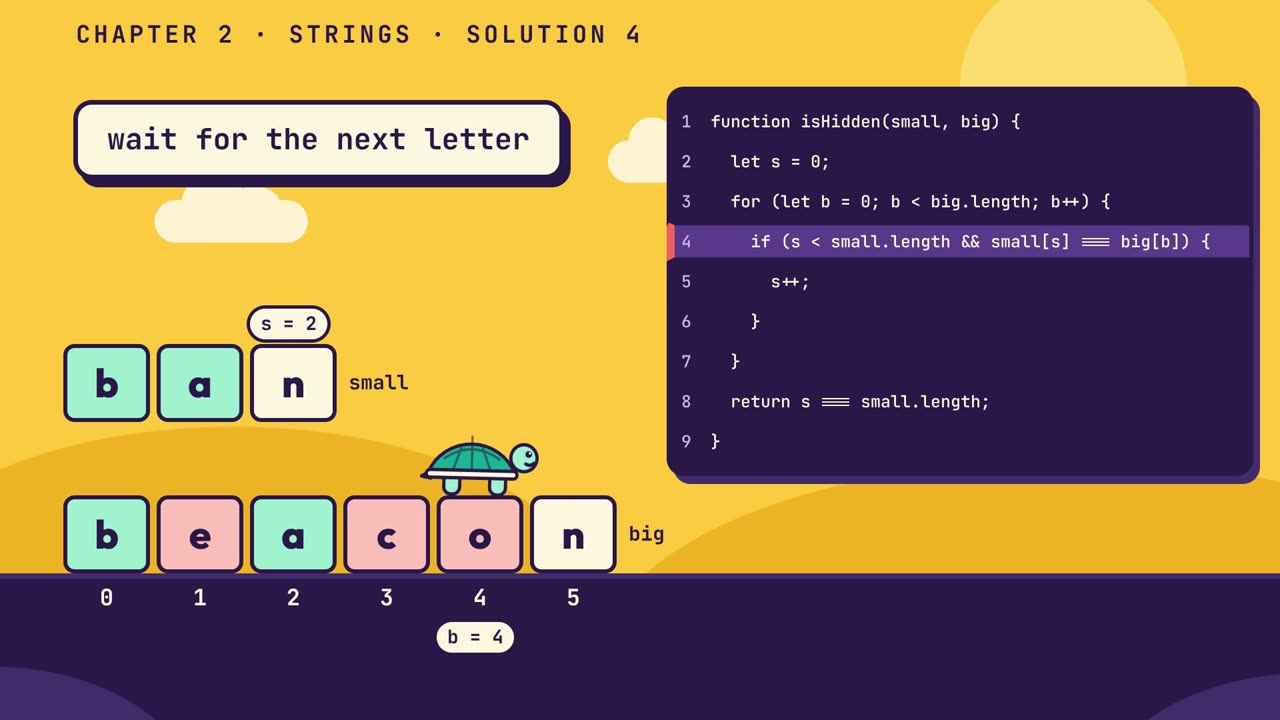 CHAPTER 2 · STRINGS · SOLUTION 4
wait for the next letter
1 function isHidden(small, big) {
2 let s = 0;
3 for (let b = 0; b < big.length; b++) {
4 if (s < small.length && small[s] === big[b]) {
5 s++;
6 }
7 }
8 return s === small.length;
9 }
s = 2
b a n small
b e a c o n big
0 1 2 3 4 5
b = 4